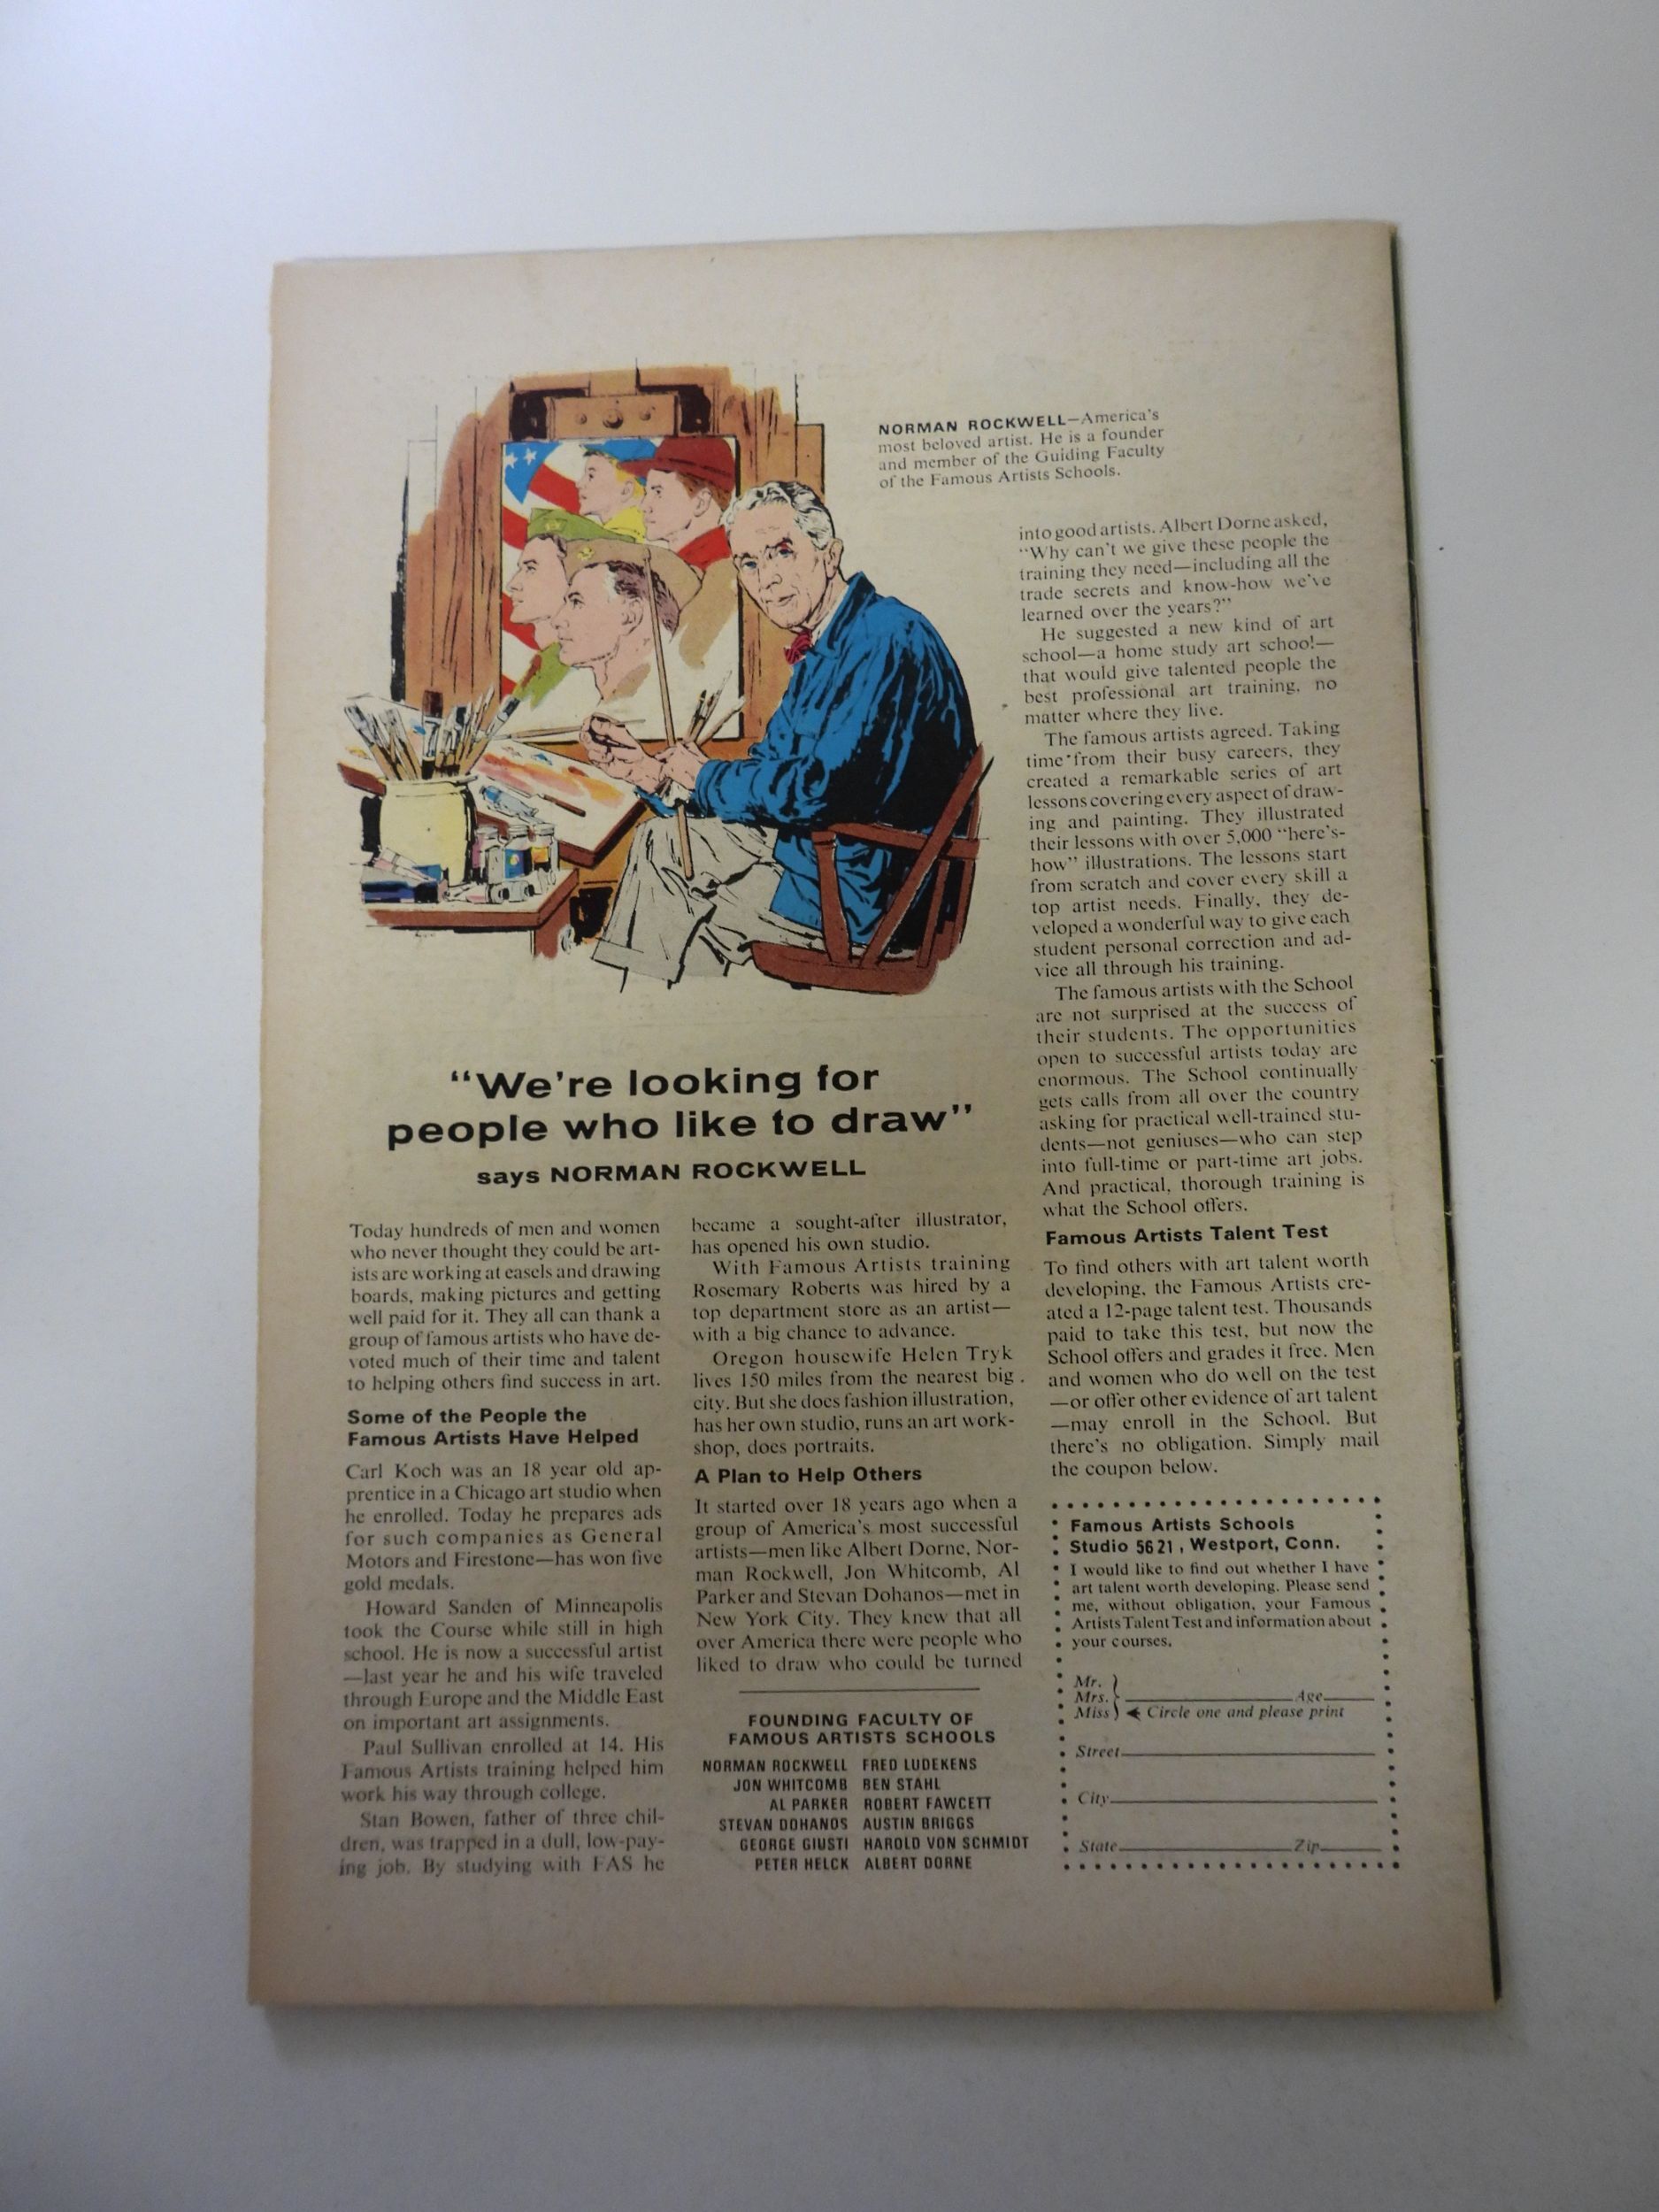 NORMAN ROCKWELL—America's
most beloved artist. He is a founder
and member of the Guiding Faculty
of the Famous Artists Schools.
"We're looking for
people who like to draw"
says NORMAN ROCKWELL
Today hundreds of men and women
who never thought they could be art-
ists are working at easels and drawing
boards, making pictures and getting
well paid for it. They all can thank a
group of famous artists who have de-
voted much of their time and talent
to helping others find success in art.
Some of the People the
Famous Artists Have Helped
Carl Koch was an 18 year old ap-
prentice in a Chicago art studio when
he enrolled. Today he prepares ads
for such companies as General
Motors and Firestone—has won five
gold medals.
Howard Sanden of Minneapolis
took the Course while still in high
school. He is now a successful artist
—last year he and his wife traveled
through Europe and the Middle East
on important art assignments.
Paul Sullivan enrolled at 14. His
Famous Artists training helped him
work his way through college.
Stan Bowen, father of three chil-
dren, was trapped in a dull, low-pay-
ing job. By studying with FAS he
became a sought-after illustrator,
has opened his own studio.
With Famous Artists training
Rosemary Roberts was hired by a
top department store as an artist—
with a big chance to advance.
Oregon housewife Helen Tryk
lives 150 miles from the nearest big
city. But she does fashion illustration,
has her own studio, runs an art work-
shop, does portraits.
A Plan to Help Others
It started over 18 years ago when a
group of America's most successful
artists—men like Albert Dorne, Nor-
man Rockwell, Jon Whitcomb, Al
Parker and Stevan Dohanos—met in
New York City. They knew that all
over America there were people who
liked to draw who could be turned
into good artists. Albert Dorne asked,
"Why can't we give these people the
training they need—including all the
trade secrets and know-how we've
learned over the years?"
He suggested a new kind of art
school—a home study art school—
that would give talented people the
best professional art training, no
matter where they live.
The famous artists agreed. Taking
time from their busy careers, they
created a remarkable series of art
lessons covering every aspect of draw-
ing and painting. They illustrated
their lessons with over 5,000 "here's-
how" illustrations. The lessons start
from scratch and cover every skill a
top artist needs. Finally, they de-
veloped a wonderful way to give each
student personal correction and ad-
vice all through his training.
The famous artists with the School
are not surprised at the success of
their students. The opportunities
open to successful artists today are
enormous. The School continually
gets calls from all over the country
asking for practical well-trained stu-
dents—not geniuses—who can step
into full-time or part-time art jobs.
And practical, thorough training is
what the School offers.
Famous Artists Talent Test
To find others with art talent worth
developing, the Famous Artists cre-
ated a 12-page talent test. Thousands
paid to take this test, but now the
School offers and grades it free. Men
and women who do well on the test
—or offer other evidence of art talent
—may enroll in the School. But
there's no obligation. Simply mail
the coupon below.
FOUNDING FACULTY OF
FAMOUS ARTISTS SCHOOLS
NORMAN ROCKWELL FRED LUDEKENS
JON WHITCOMB BEN STAHL
AL PARKER ROBERT FAWCETT
STEVAN DOHANOS AUSTIN BRIGGS
GEORGE GIUSTI HAROLD VON SCHMIDT
PETER HELCK ALBERT DORNE
Famous Artists Schools
Studio 5621, Westport, Conn.
I would like to find out whether I have
art talent worth developing. Please send
me, without obligation, your Famous
Artists Talent Test and information about
your courses.
Mr.
Mrs. Age
Miss Circle one and please print
Street
City
State Zip